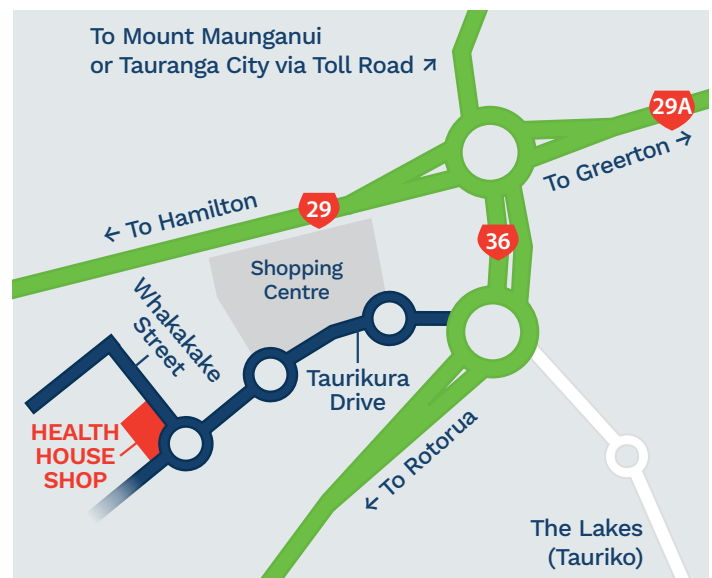 To Mount Maunganui
or Tauranga City via Toll Road ↗
29A
To Greerton →
← To Hamilton
29
36
Shopping
Centre
Whakakake
Street
Taurikura
Drive
HEALTH
HOUSE
SHOP
← To Rotorua
The Lakes
(Tauriko)